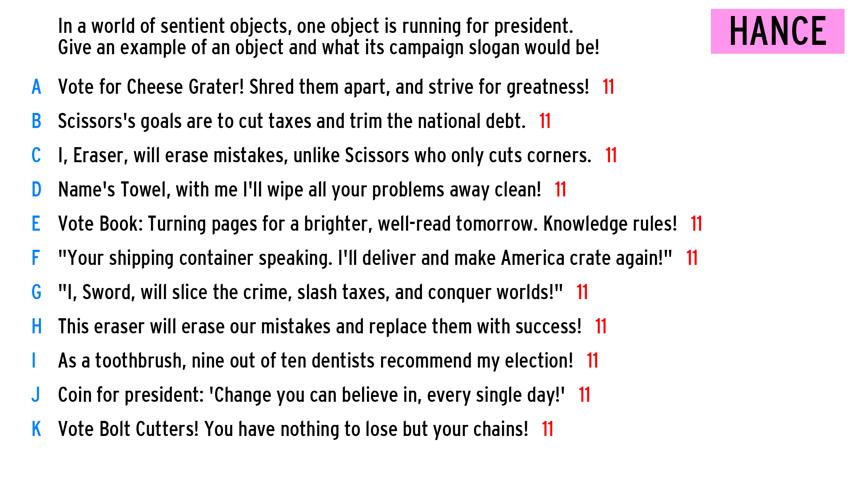 In a world of sentient objects, one object is running for president.
Give an example of an object and what its campaign slogan would be!
HANCE
A Vote for Cheese Grater! Shred them apart, and strive for greatness! 11
B Scissors's goals are to cut taxes and trim the national debt. 11
C I, Eraser, will erase mistakes, unlike Scissors who only cuts corners. 11
D Name's Towel, with me I'll wipe all your problems away clean! 11
E Vote Book: Turning pages for a brighter, well-read tomorrow. Knowledge rules! 11
F "Your shipping container speaking. I'll deliver and make America crate again!" 11
G "I, Sword, will slice the crime, slash taxes, and conquer worlds!" 11
H This eraser will erase our mistakes and replace them with success! 11
I As a toothbrush, nine out of ten dentists recommend my election! 11
J Coin for president: 'Change you can believe in, every single day!' 11
K Vote Bolt Cutters! You have nothing to lose but your chains! 11